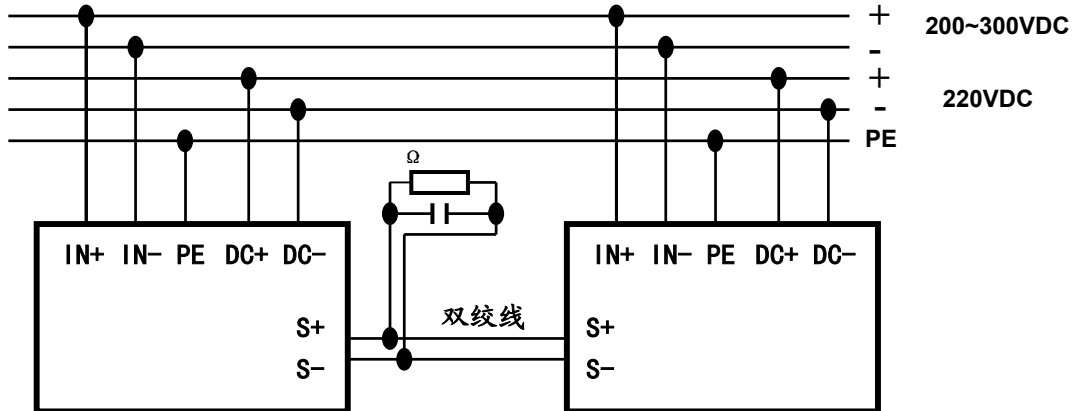 + 200~300VDC
-
+
- 220VDC
PE
Ω
IN+ IN- PE DC+ DC-
IN+ IN- PE DC+ DC-
S+ 双绞线 S+
S- S-